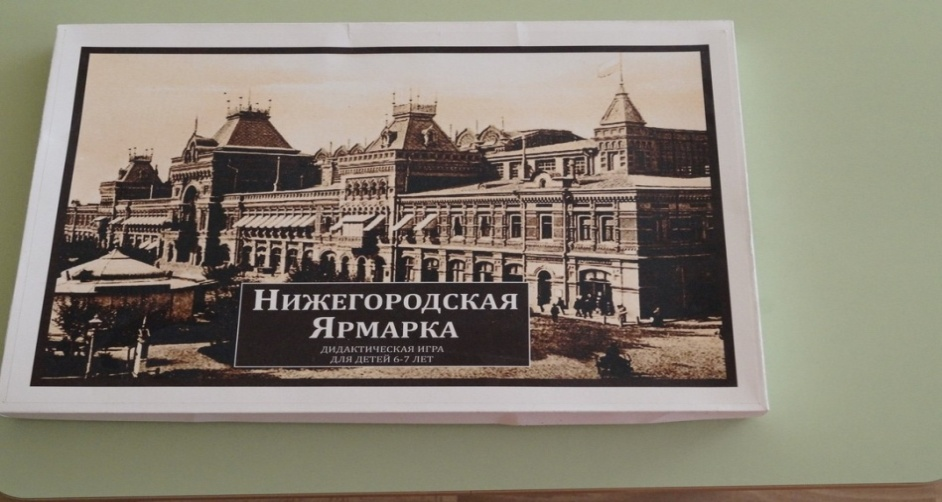 НИЖЕГОРОДСКАЯ
ЯРМАРКА
ДИДАКТИЧЕСКАЯ ИГРА
ДЛЯ ДЕТЕЙ 6-7 ЛЕТ